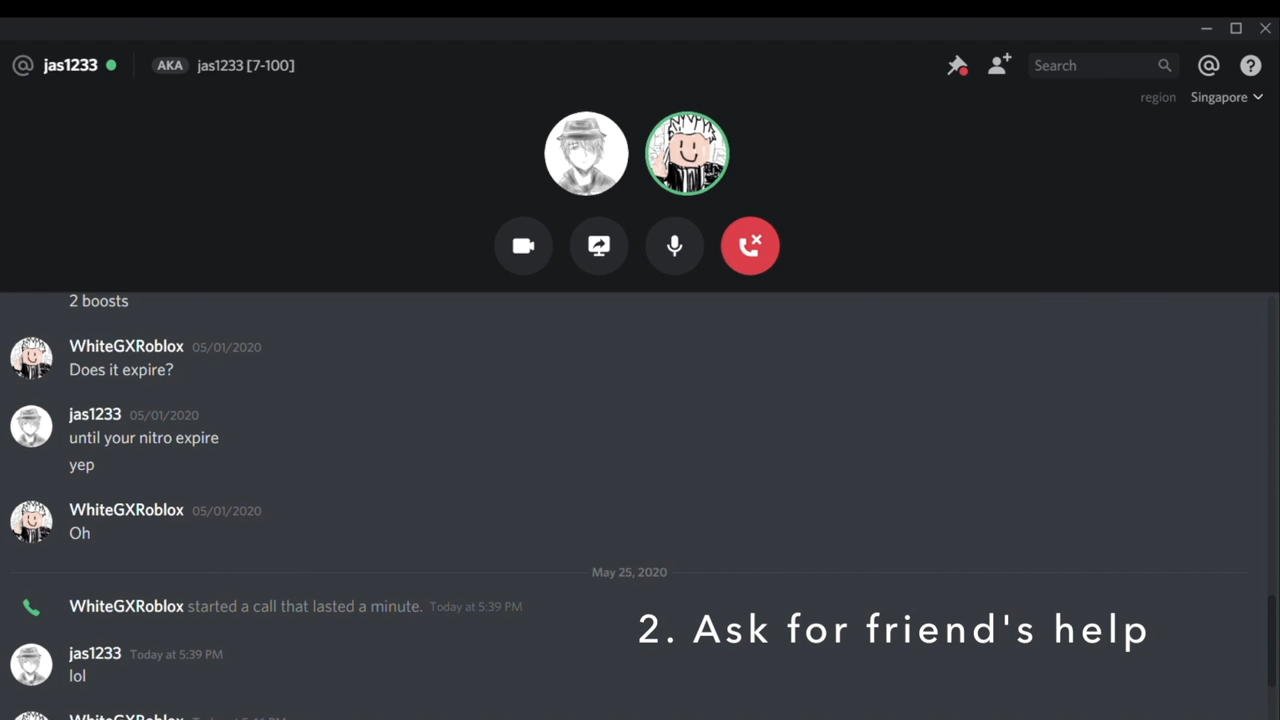 @ jas1233 AKA jas1233 [7-100] Search @ ?
region Singapore
2 boosts
WhiteGXRoblox 05/01/2020
Does it expire?
jas1233 05/01/2020
until your nitro expire
yep
WhiteGXRoblox 05/01/2020
Oh
May 25, 2020
WhiteGXRoblox started a call that lasted a minute. Today at 5:39 PM
2. Ask for friend's help
jas1233 Today at 5:39 PM
lol
WhiteGXRoblox